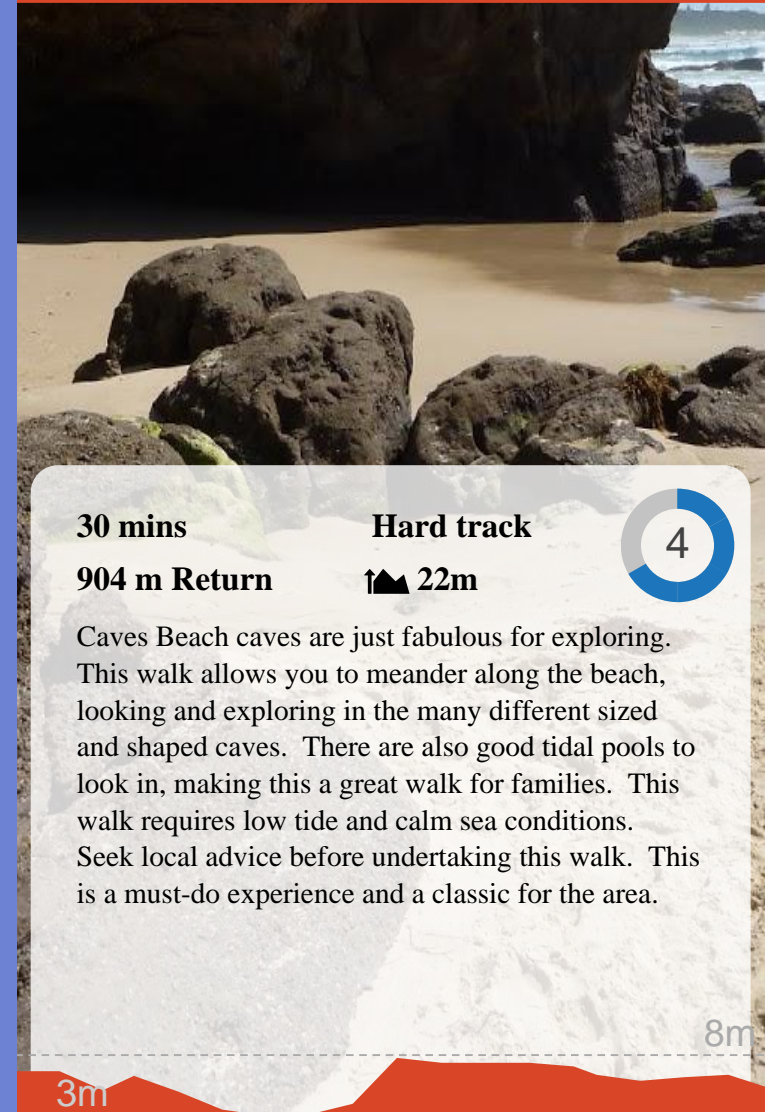 30 mins
Hard track
4
904 m Return
22m
Caves Beach caves are just fabulous for exploring.
This walk allows you to meander along the beach,
looking and exploring in the many different sized
and shaped caves.  There are also good tidal pools to
look in, making this a great walk for families.  This
walk requires low tide and calm sea conditions.
Seek local advice before undertaking this walk.  This
is a must-do experience and a classic for the area.
8m
3m